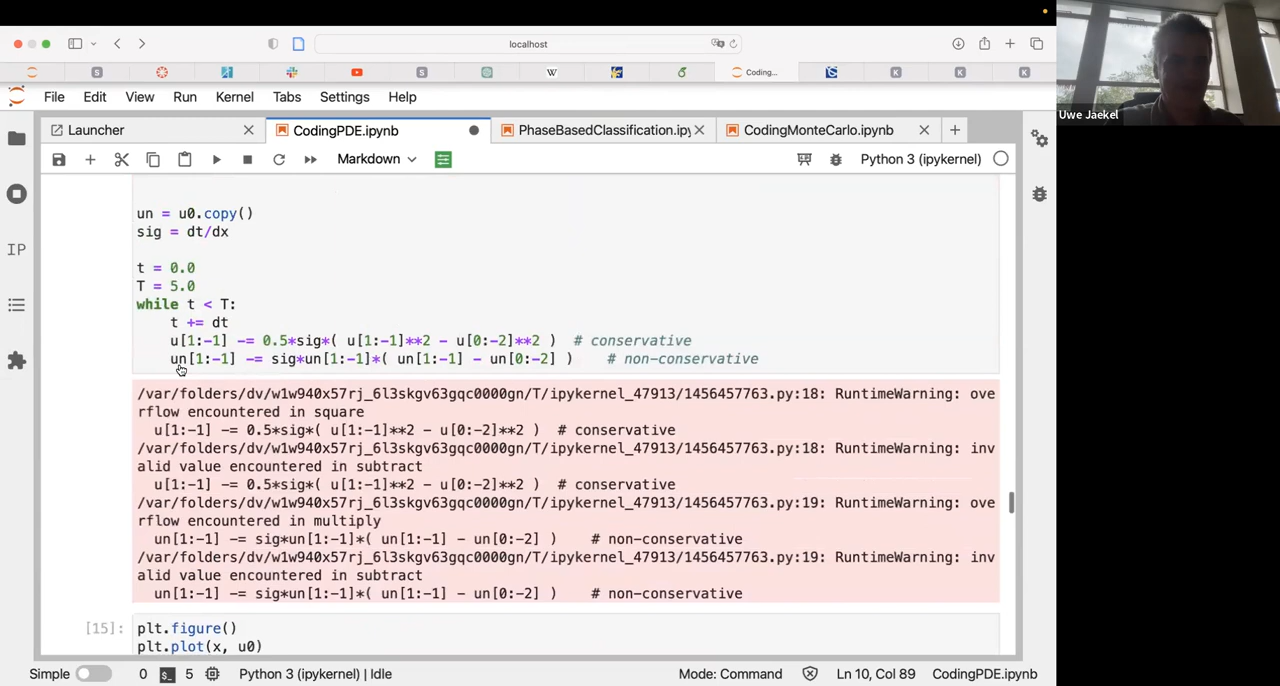 localhost
S
S
W
Coding...
K
K
K
Uwe Jaekel
File Edit View Run Kernel Tabs Settings Help
Launcher
CodingPDE.ipynb
PhaseBasedClassification.ipy
CodingMonteCarlo.ipynb
Markdown
Python 3 (ipykernel)
IP
un = u0.copy()
sig = dt/dx
t = 0.0
T = 5.0
while t < T:
t += dt
u[1:-1] -= 0.5*sig*( u[1:-1]**2 - u[0:-2]**2 ) # conservative
un[1:-1] -= sig*un[1:-1]*( un[1:-1] - un[0:-2] ) # non-conservative
/var/folders/dv/w1w940x57rj_6l3skgv63gqc0000gn/T/ipykernel_47913/1456457763.py:18: RuntimeWarning: ove
rflow encountered in square
u[1:-1] -= 0.5*sig*( u[1:-1]**2 - u[0:-2]**2 ) # conservative
/var/folders/dv/w1w940x57rj_6l3skgv63gqc0000gn/T/ipykernel_47913/1456457763.py:18: RuntimeWarning: inv
alid value encountered in subtract
u[1:-1] -= 0.5*sig*( u[1:-1]**2 - u[0:-2]**2 ) # conservative
/var/folders/dv/w1w940x57rj_6l3skgv63gqc0000gn/T/ipykernel_47913/1456457763.py:19: RuntimeWarning: ove
rflow encountered in multiply
un[1:-1] -= sig*un[1:-1]*( un[1:-1] - un[0:-2] ) # non-conservative
/var/folders/dv/w1w940x57rj_6l3skgv63gqc0000gn/T/ipykernel_47913/1456457763.py:19: RuntimeWarning: inv
alid value encountered in subtract
un[1:-1] -= sig*un[1:-1]*( un[1:-1] - un[0:-2] ) # non-conservative
[15]: plt.figure()
plt.plot(x, u0)
Simple 0 5 Python 3 (ipykernel) | Idle Mode: Command Ln 10, Col 89 CodingPDE.ipynb